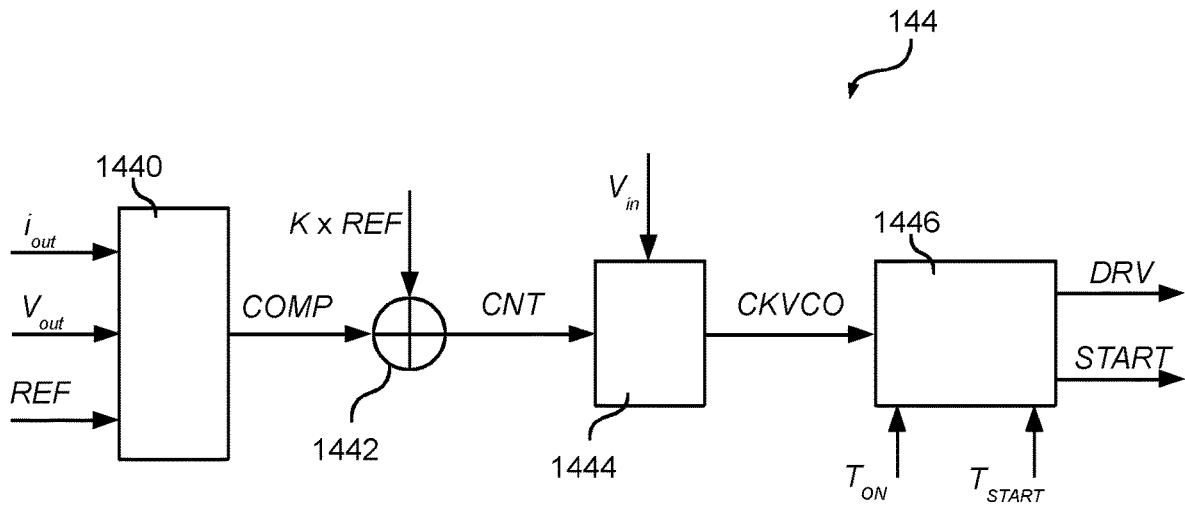 144
1440
i_out
V_out
REF
COMP
K x REF
1442
CNT
V_in
1444
CKVCO
1446
DRV
START
T_ON
T_START